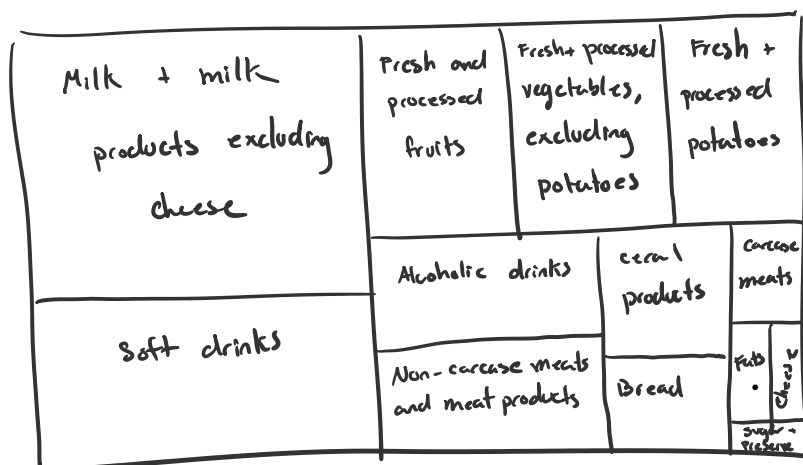 Milk + milk
products excluding
cheese
Soft drinks
Fresh and
processed
fruits
Fresh + processed
vegetables,
excluding
potatoes
Fresh +
processed
potatoes
Alcoholic drinks
Non-carcase meats
and meat products
ceral
products
Bread
carcase
meats
Fats
Cheese
Sugar +
preserve